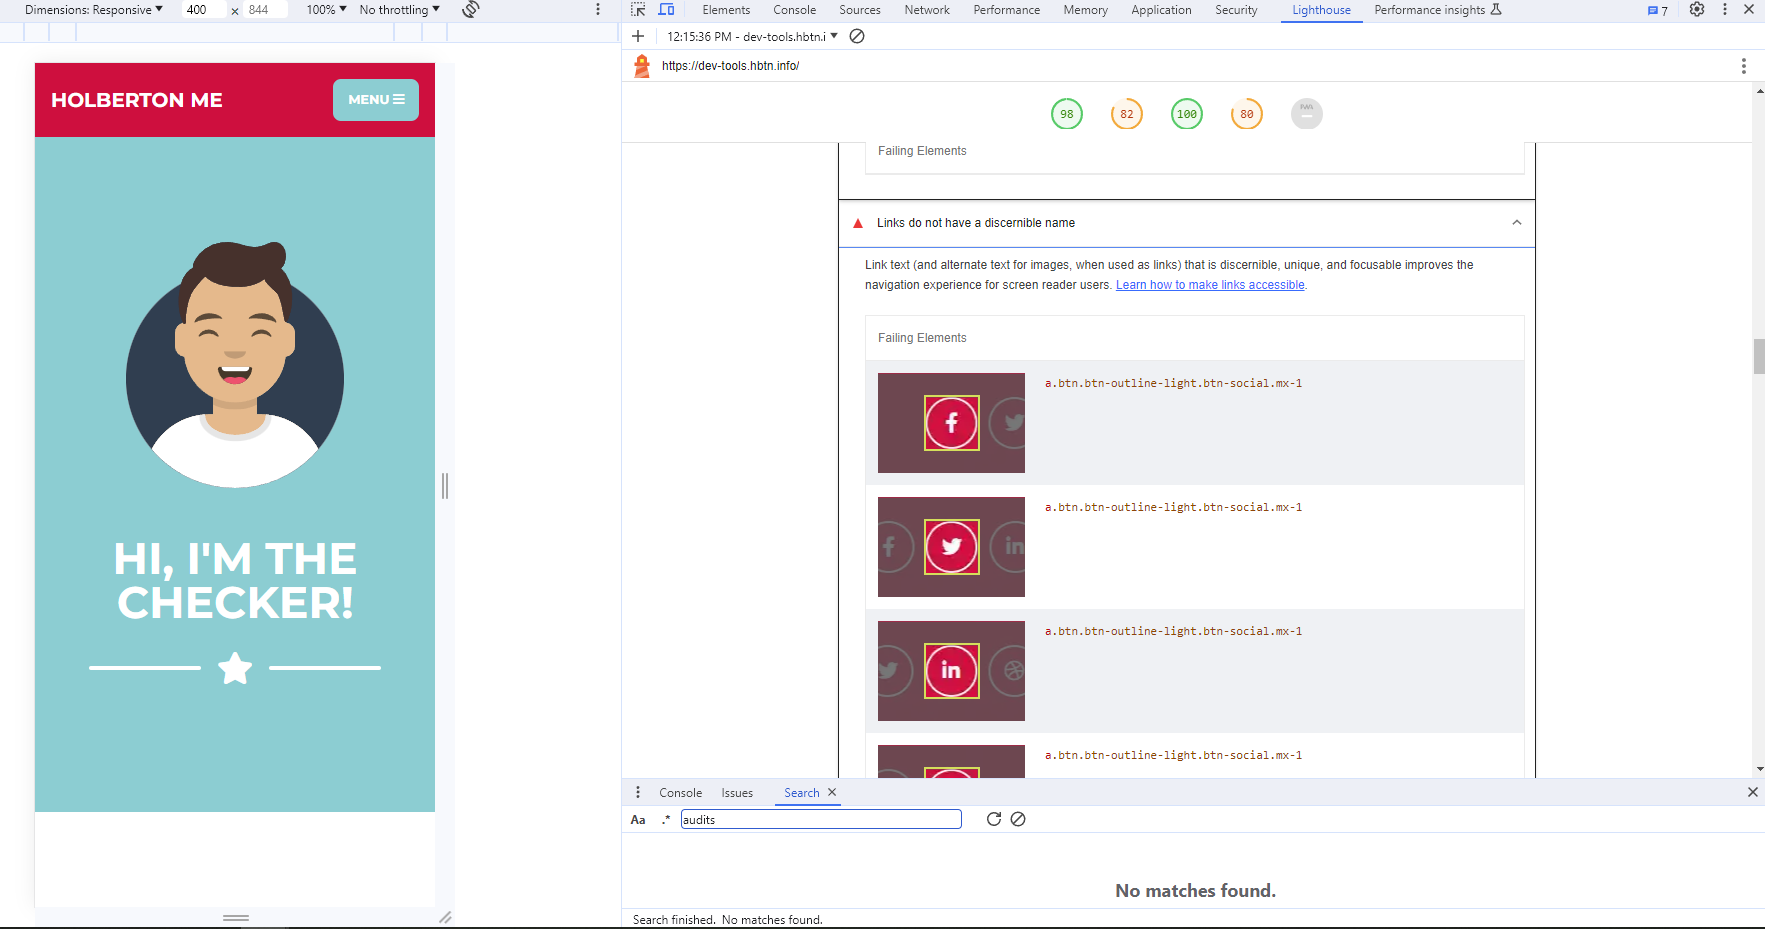 Dimensions: Responsive 400 × 844 100% No throttling
Elements Console Sources Network Performance Memory Application Security Lighthouse Performance insights 7
12:15:36 PM - dev-tools.hbtn.i
https://dev-tools.hbtn.info/
98 82 100 80 PWA
HOLBERTON ME
MENU
HI, I'M THE
CHECKER!
Failing Elements
Links do not have a discernible name
Link text (and alternate text for images, when used as links) that is discernible, unique, and focusable improves the
navigation experience for screen reader users. Learn how to make links accessible.
Failing Elements
a.btn.btn-outline-light.btn-social.mx-1
a.btn.btn-outline-light.btn-social.mx-1
in
a.btn.btn-outline-light.btn-social.mx-1
in
a.btn.btn-outline-light.btn-social.mx-1
Console Issues Search
Aa .* audits
No matches found.
Search finished. No matches found.